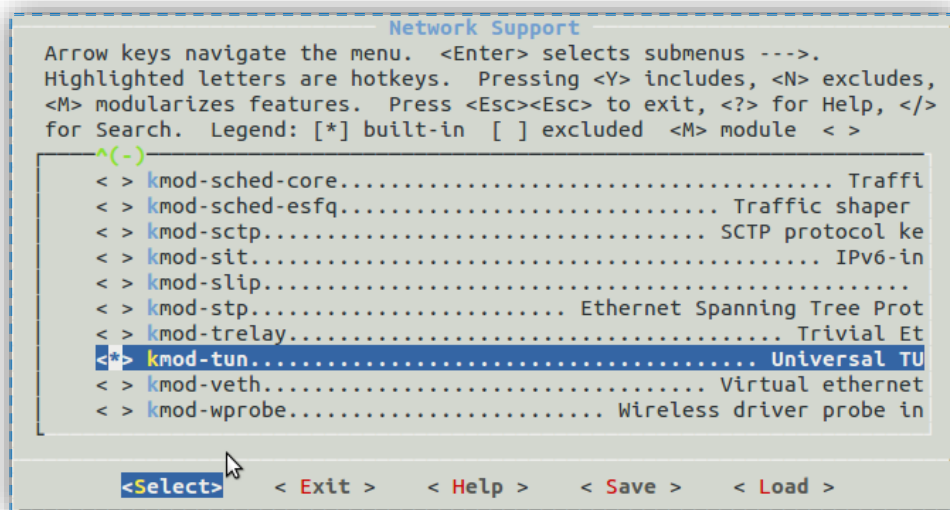 Network Support
Arrow keys navigate the menu.  <Enter> selects submenus --->.
Highlighted letters are hotkeys.  Pressing <Y> includes, <N> excludes,
<M> modularizes features.  Press <Esc><Esc> to exit, <?> for Help, </>
for Search.  Legend: [*] built-in  [ ] excluded  <M> module  < >
^(-)
< > kmod-sched-core......................................... Traffi
< > kmod-sched-esfq.............................. Traffic shaper
< > kmod-sctp.................................... SCTP protocol ke
< > kmod-sit............................................. IPv6-in
< > kmod-slip...................................................
< > kmod-stp......................... Ethernet Spanning Tree Prot
< > kmod-trelay......................................... Trivial Et
<*> kmod-tun........................................ Universal TU
< > kmod-veth................................... Virtual ethernet
< > kmod-wprobe......................... Wireless driver probe in
<Select>    < Exit >    < Help >    < Save >    < Load >